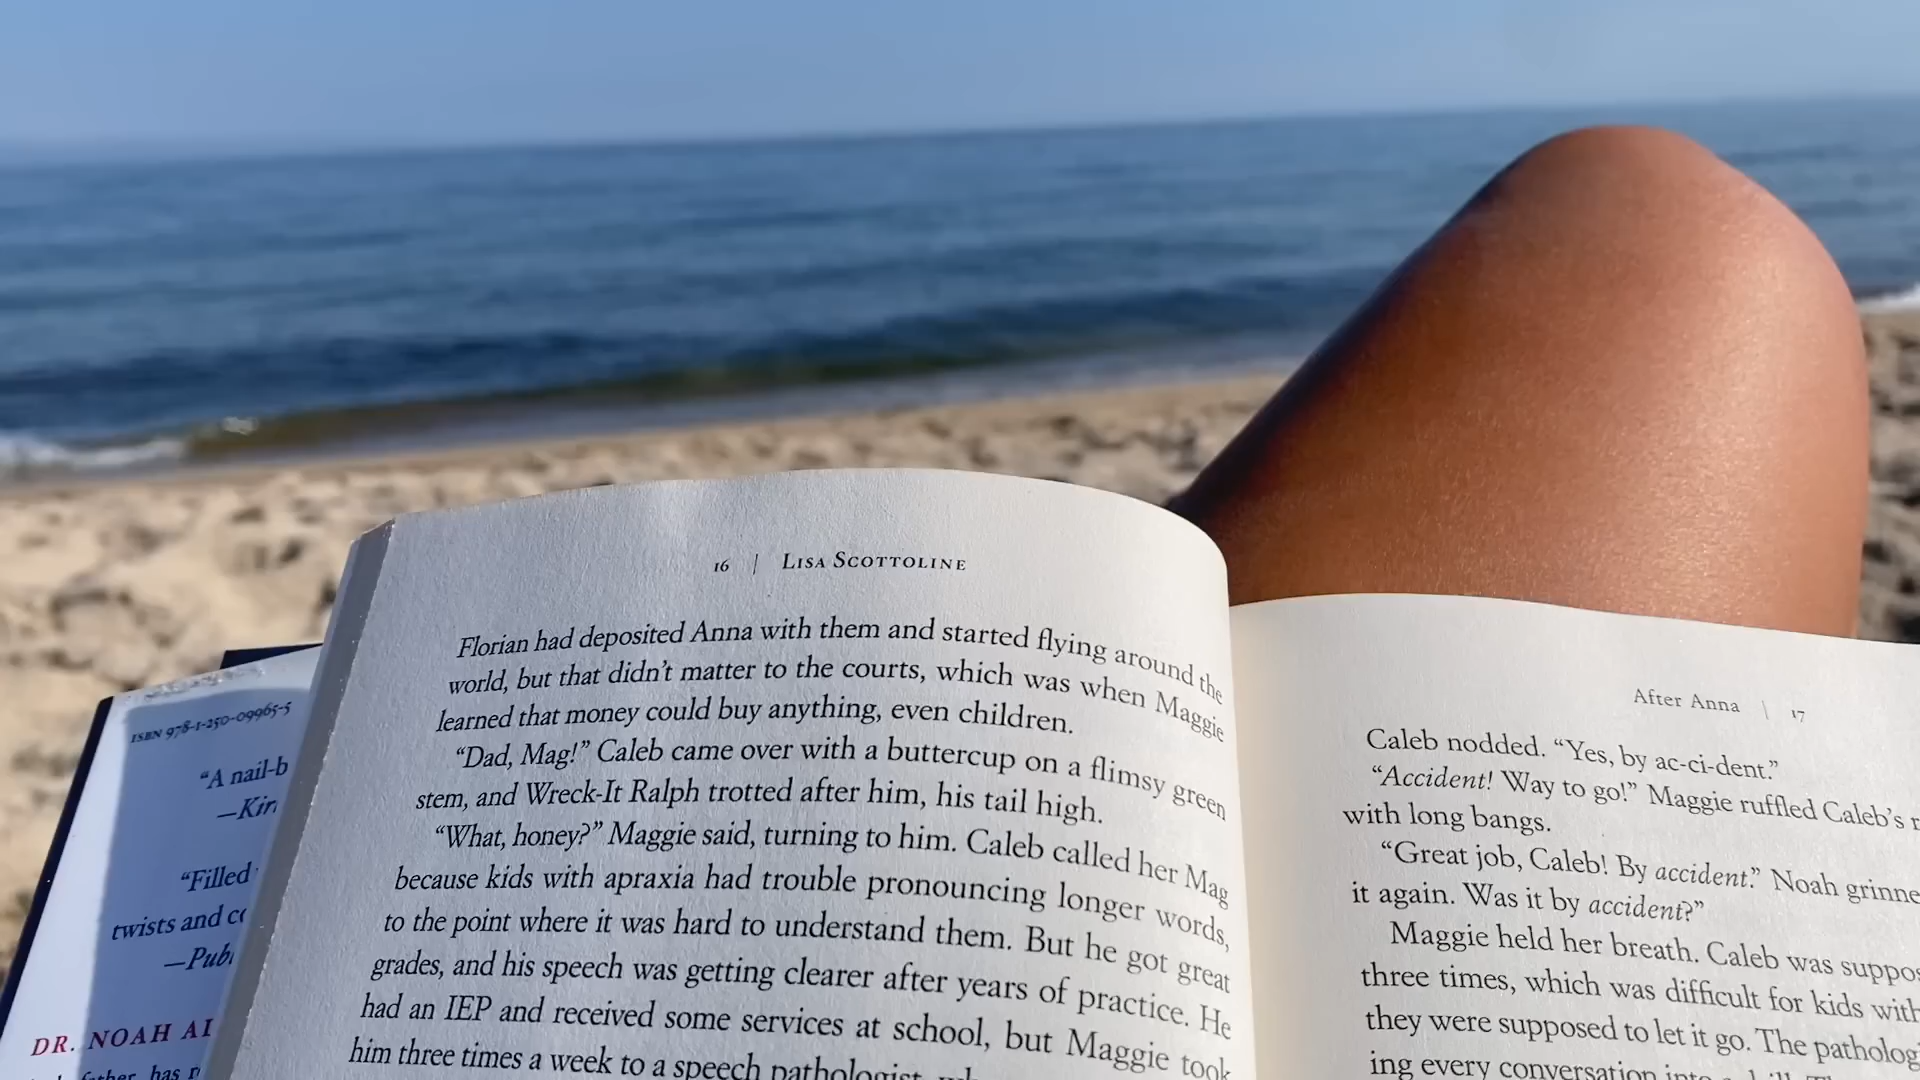 ISBN 978-1-250-09965-5
“A nail-b
—Kir
“Filled
twists and co
—Publ
DR. NOAH AL
father, has r
16 | LISA SCOTTOLINE
Florian had deposited Anna with them and started flying around the
world, but that didn’t matter to the courts, which was when Maggie
learned that money could buy anything, even children.
“Dad, Mag!” Caleb came over with a buttercup on a flimsy green
stem, and Wreck-It Ralph trotted after him, his tail high.
“What, honey?” Maggie said, turning to him. Caleb called her Mag
because kids with apraxia had trouble pronouncing longer words,
to the point where it was hard to understand them. But he got great
grades, and his speech was getting clearer after years of practice. He
had an IEP and received some services at school, but Maggie took
him three times a week to a speech pathologist, wh
After Anna | 17
Caleb nodded. “Yes, by ac-ci-dent.”
“Accident! Way to go!” Maggie ruffled Caleb’s r
with long bangs.
“Great job, Caleb! By accident.” Noah grinne
it again. Was it by accident?”
Maggie held her breath. Caleb was suppos
three times, which was difficult for kids with
they were supposed to let it go. The patholog
ing every conversation into